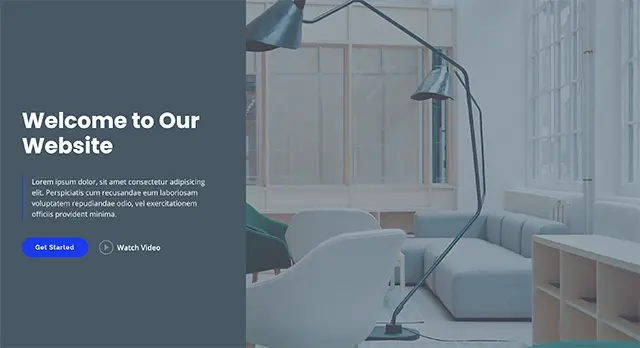 Welcome to Our
Website
Lorem ipsum dolor, sit amet consectetur adipisicing
elit. Perspiciatis cum recusandae eum laboriosam
voluptatem repudiandae odio, vel exercitationem
officiis provident minima.
Get Started
Watch Video